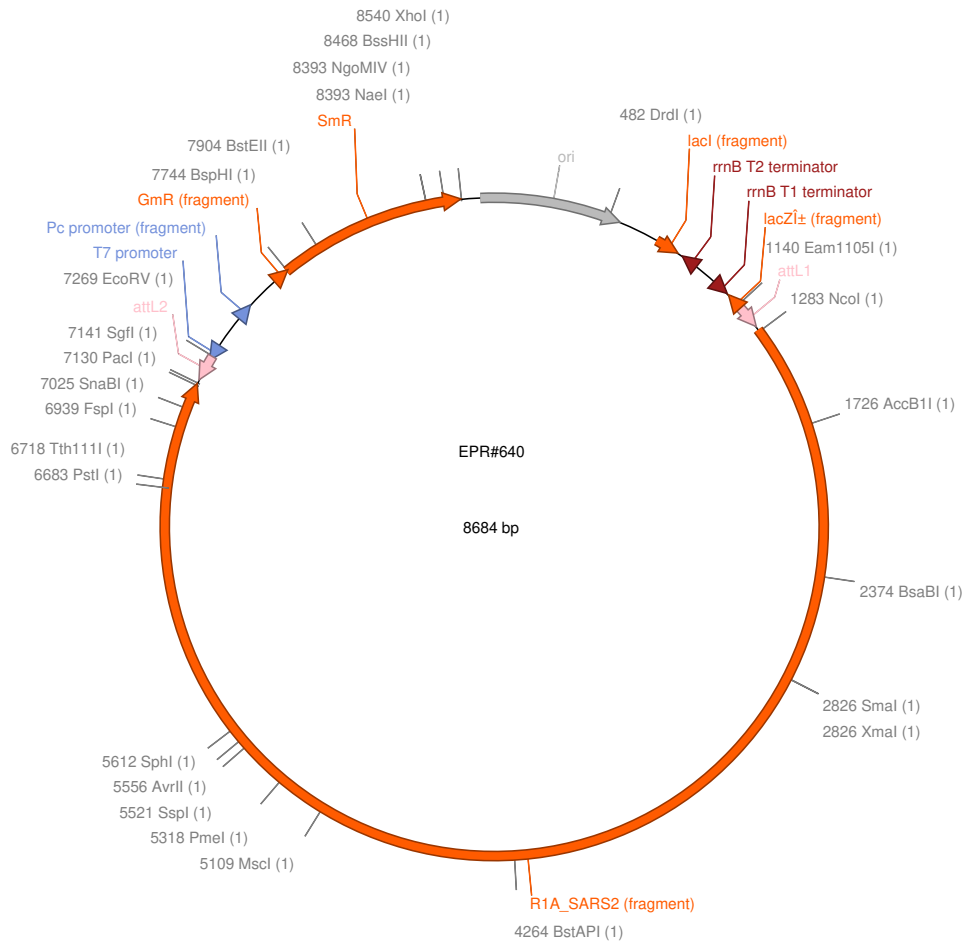 8540 XhoI (1)
8468 BssHII (1)
8393 NgoMIV (1)
8393 NaeI (1)
SmR
7904 BstEII (1)
7744 BspHI (1)
GmR (fragment)
Pc promoter (fragment)
T7 promoter
7269 EcoRV (1)
attL2
7141 SgfI (1)
7130 PacI (1)
7025 SnaBI (1)
6939 FspI (1)
6718 Tth111I (1)
6683 PstI (1)
ori
482 DrdI (1)
lacI (fragment)
rrnB T2 terminator
rrnB T1 terminator
lacZÎ± (fragment)
1140 Eam1105I (1)
attL1
1283 NcoI (1)
1726 AccB1I (1)
EPR#640
8684 bp
2374 BsaBI (1)
2826 SmaI (1)
2826 XmaI (1)
5612 SphI (1)
5556 AvrII (1)
5521 SspI (1)
5318 PmeI (1)
5109 MscI (1)
R1A_SARS2 (fragment)
4264 BstAPI (1)